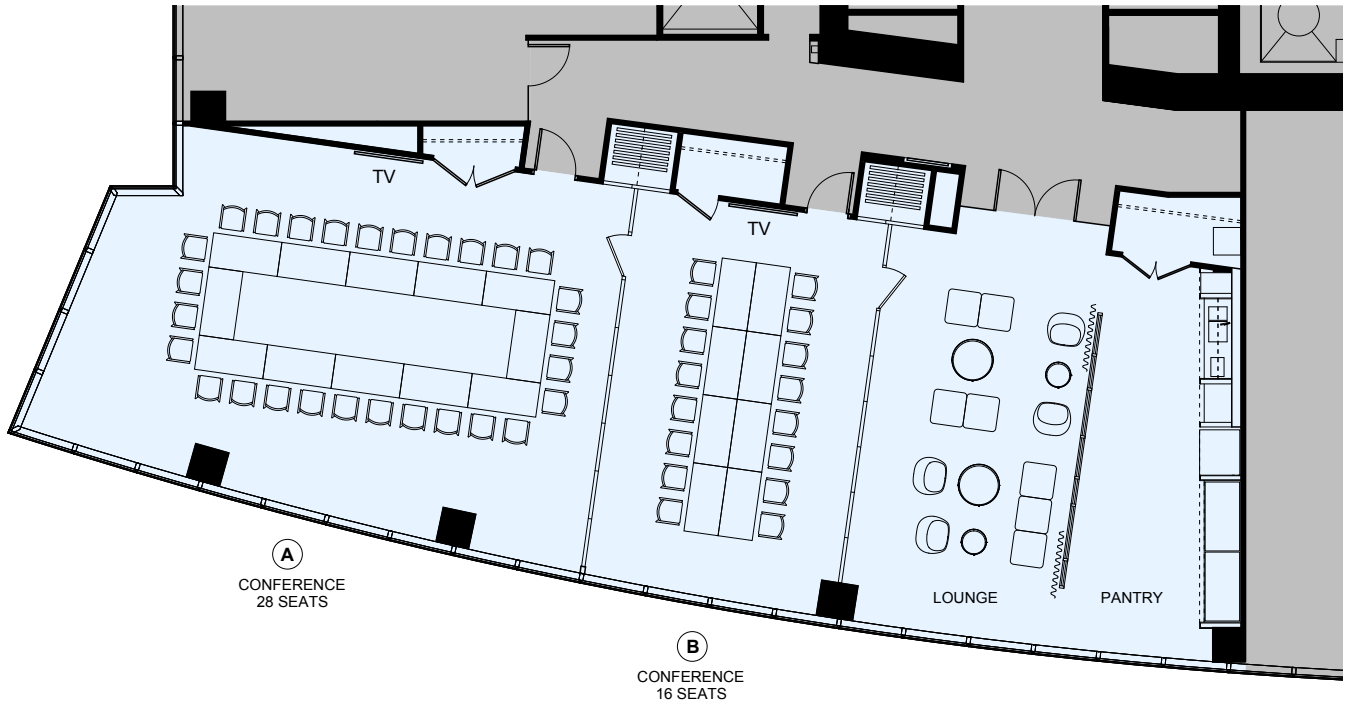 TV
TV
A
CONFERENCE
28 SEATS
LOUNGE
PANTRY
B
CONFERENCE
16 SEATS